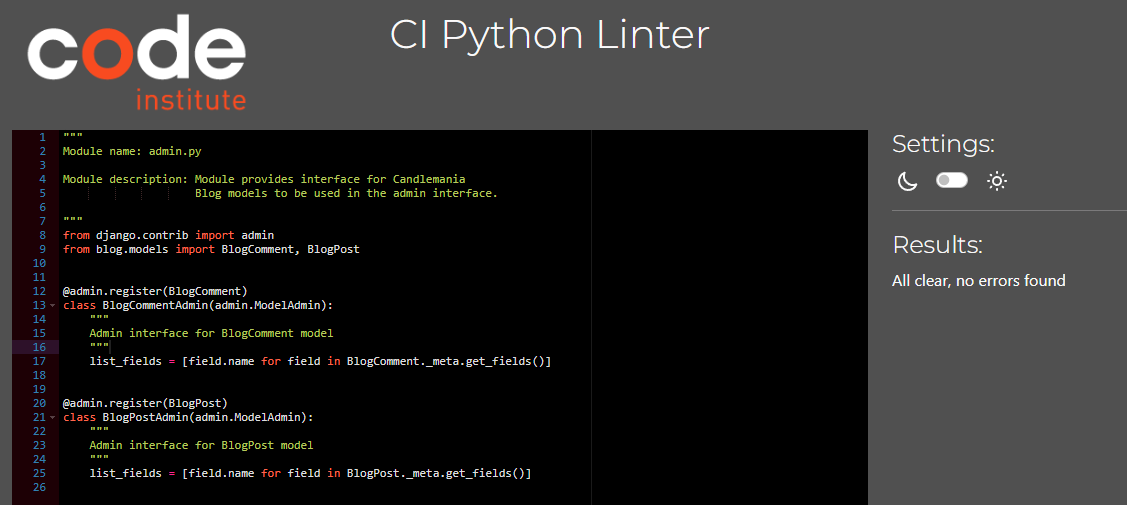 code
institute
CI Python Linter
1 """
2 Module name: admin.py
3
4 Module description: Module provides interface for Candlemania
5                     Blog models to be used in the admin interface.
6
7 """
8 from django.contrib import admin
9 from blog.models import BlogComment, BlogPost
10
11
12 @admin.register(BlogComment)
13 class BlogCommentAdmin(admin.ModelAdmin):
14     """
15     Admin interface for BlogComment model
16     """
17     list_fields = [field.name for field in BlogComment._meta.get_fields()]
18
19
20 @admin.register(BlogPost)
21 class BlogPostAdmin(admin.ModelAdmin):
22     """
23     Admin interface for BlogPost model
24     """
25     list_fields = [field.name for field in BlogPost._meta.get_fields()]
26
Settings:
Results:
All clear, no errors found